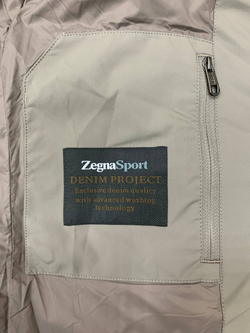 ZegnaSport
DENIM PROJECT
Exclusive denim quality
with advanced washing
technology